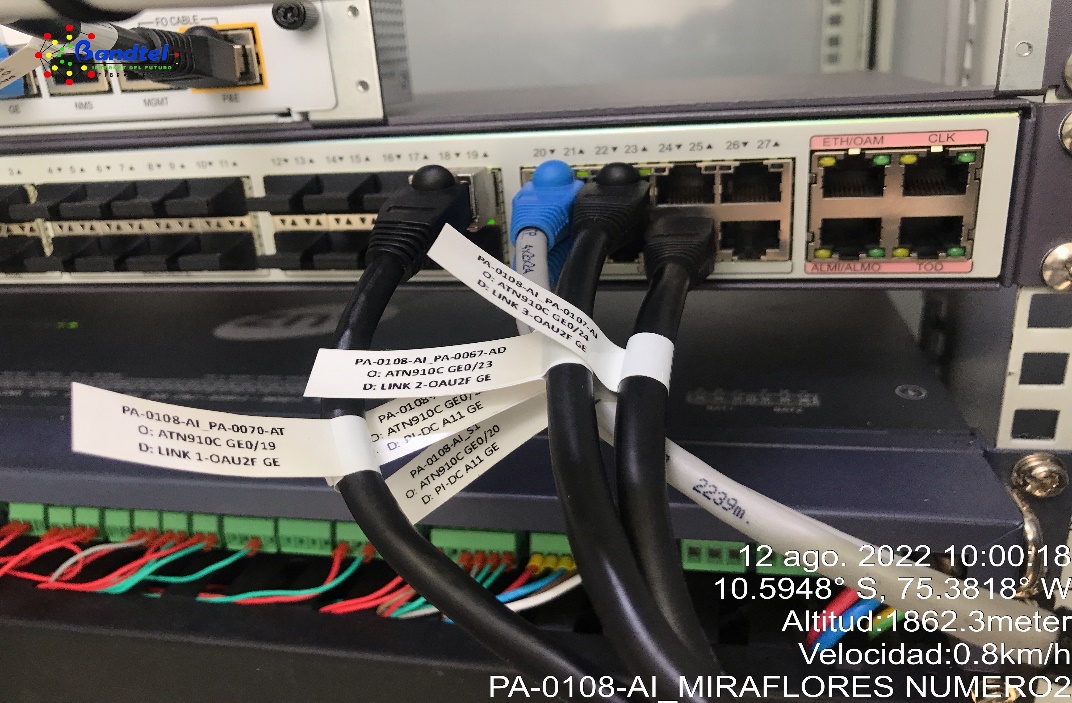 FO CABLE
Bandtel
GE
NMS
MGMT
P&E
3▲ 4▼ 5▲ 6▼ 7▲ 8▼ 9▲ 10▼ 11▲ 12▼ 13▲ 14▼ 15▲ 16▼ 17▲ 18▼ 19▲ 20▼ 21▲ 22▼ 23▲ 24▼ 25▲ 26▼ 27▲
ETH/OAM CLK
ALMI/ALMO TOD
PA-0108-AI_PA-0107-AI
O: ATN910C GE0/24
D: LINK 3-OAU2F GE
PA-0108-AI_PA-0067-AD
O: ATN910C GE0/23
D: LINK 2-OAU2F GE
PA-0108-AI_PA-0070-AT
O: ATN910C GE0/19
D: LINK 1-OAU2F GE
PA-0108-
O: ATN910C GE0/
D: PI-DC A11 GE
PA-0108-AI_S1
O: ATN910C GE0/20
D: PI-DC A11 GE
2239m.
12 ago. 2022 10:00:18
10.5948° S, 75.3818° W
Altitud:1862.3meter
Velocidad:0.8km/h
PA-0108-AI_MIRAFLORES NUMERO2